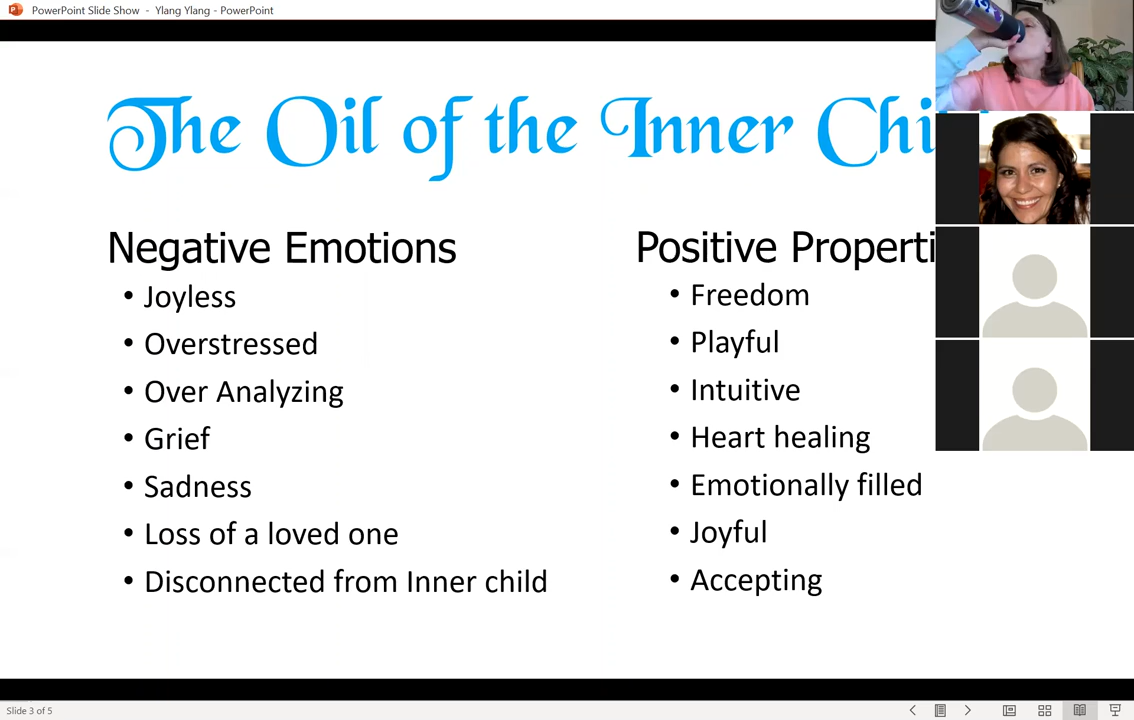 PowerPoint Slide Show - Ylang Ylang - PowerPoint
The Oil of the Inner Chi
Negative Emotions
• Joyless
• Overstressed
• Over Analyzing
• Grief
• Sadness
• Loss of a loved one
• Disconnected from Inner child
Positive Properti
• Freedom
• Playful
• Intuitive
• Heart healing
• Emotionally filled
• Joyful
• Accepting
Slide 3 of 5